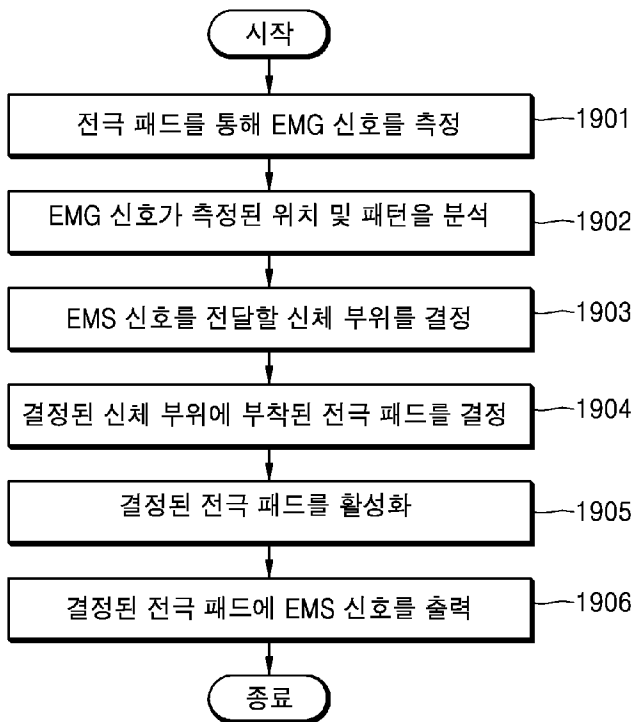 시작
전극 패드를 통해 EMG 신호를 측정 1901
EMG 신호가 측정된 위치 및 패턴을 분석 1902
EMS 신호를 전달할 신체 부위를 결정 1903
결정된 신체 부위에 부착된 전극 패드를 결정 1904
결정된 전극 패드를 활성화 1905
결정된 전극 패드에 EMS 신호를 출력 1906
종료